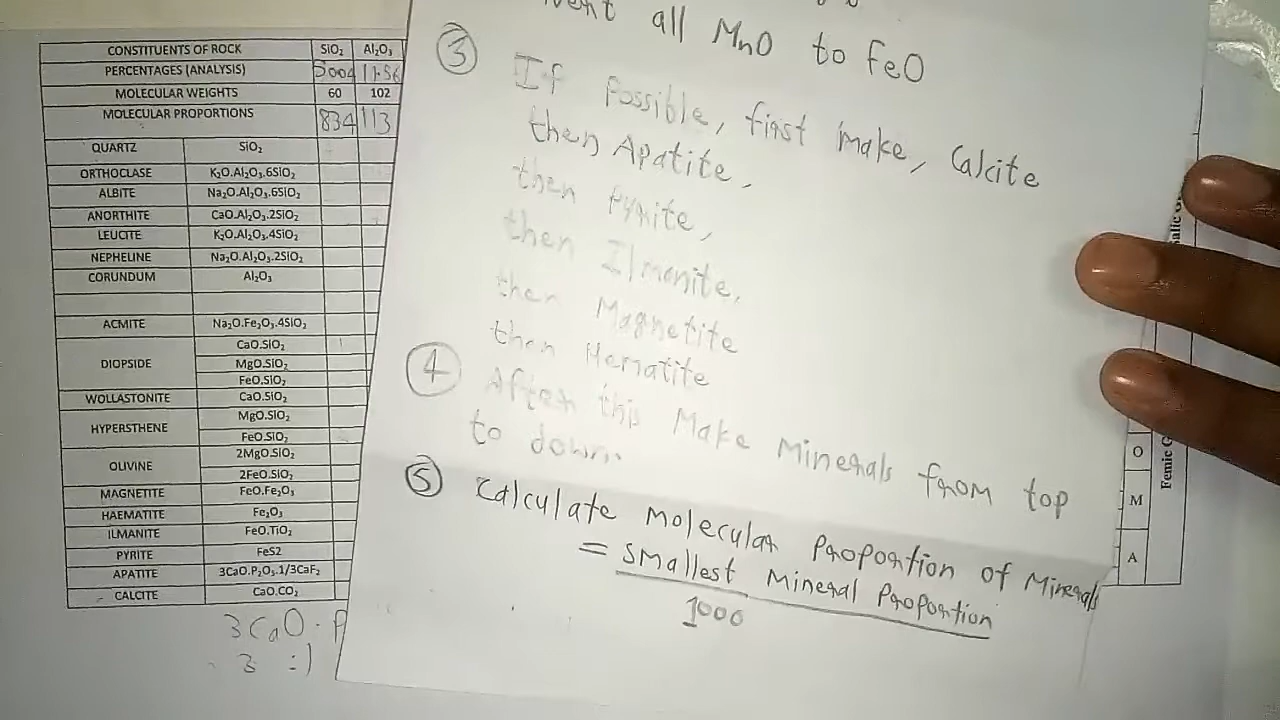 CONSTITUENTS OF ROCK SiO₂ Al₂O₃
PERCENTAGES (ANALYSIS) 5004 11.56
MOLECULAR WEIGHTS 60 102
MOLECULAR PROPORTIONS 834 113
QUARTZ SiO₂
ORTHOCLASE K₂O.Al₂O₃.6SiO₂
ALBITE Na₂O.Al₂O₃.6SiO₂
ANORTHITE CaO.Al₂O₃.2SiO₂
LEUCITE K₂O.Al₂O₃.4SiO₂
NEPHELINE Na₂O.Al₂O₃.2SiO₂
CORUNDUM Al₂O₃
ACMITE Na₂O.Fe₂O₃.4SiO₂
DIOPSIDE CaO.SiO₂
MgO.SiO₂
FeO.SiO₂
WOLLASTONITE CaO.SiO₂
HYPERSTHENE MgO.SiO₂
FeO.SiO₂
OLIVINE 2MgO.SiO₂
2FeO.SiO₂
MAGNETITE FeO.Fe₂O₃
HAEMATITE Fe₂O₃
ILMANITE FeO.TiO₂
PYRITE FeS2
APATITE 3CaO.P₂O₅.1/3CaF₂
CALCITE CaO.CO₂
3CaO.P
3 :1
all MnO to FeO
③ If Possible, first make, Calcite
then Apatite,
then Pyrite,
then Ilmenite,
then Magnetite
then Hematite
④ After this Make Minerals from top
to down.
⑤ Calculate molecular Proportion of Minerals
= smallest Mineral Proportion
1000
O
M
A
Femic